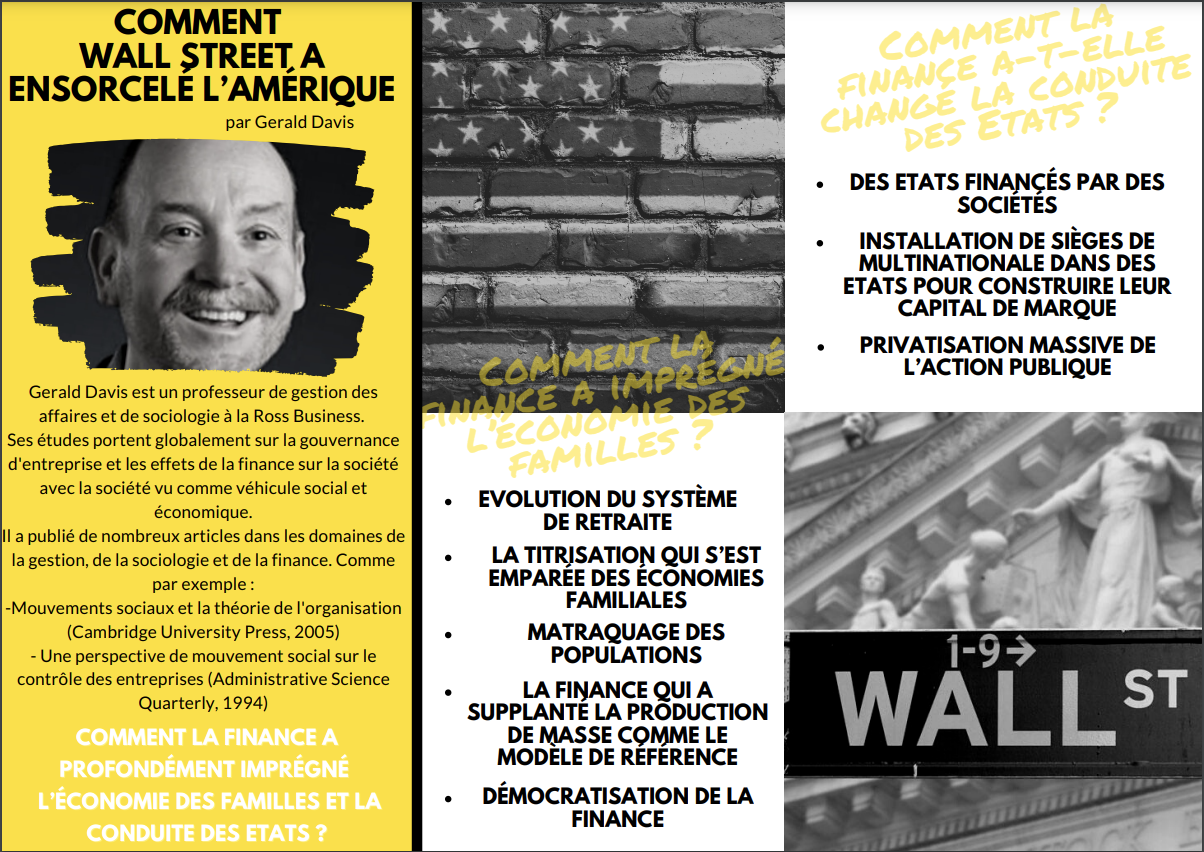 COMMENT
WALL STREET A
ENSORCELÉ L'AMÉRIQUE
par Gerald Davis
Gerald Davis est un professeur de gestion des
affaires et de sociologie à la Ross Business.
Ses études portent globalement sur la gouvernance
d'entreprise et les effets de la finance sur la société
avec la société vu comme véhicule social et
économique.
Il a publié de nombreux articles dans les domaines de
la gestion, de la sociologie et de la finance. Comme
par exemple :
-Mouvements sociaux et la théorie de l'organisation
(Cambridge University Press, 2005)
- Une perspective de mouvement social sur le
contrôle des entreprises (Administrative Science
Quarterly, 1994)
COMMENT LA FINANCE A
PROFONDÉMENT IMPRÉGNÉ
L'ÉCONOMIE DES FAMILLES ET LA
CONDUITE DES ETATS ?
COMMENT LA
FINANCE A IMPRÉGNÉ
L'ÉCONOMIE DES
FAMILLES ?
• EVOLUTION DU SYSTÈME
DE RETRAITE
• LA TITRISATION QUI S'EST
EMPARÉE DES ÉCONOMIES
FAMILIALES
• MATRAQUAGE DES
POPULATIONS
• LA FINANCE QUI A
SUPPLANTÉ LA PRODUCTION
DE MASSE COMME LE
MODÈLE DE RÉFÉRENCE
• DÉMOCRATISATION DE LA
FINANCE
COMMENT LA
FINANCE A-T-ELLE
CHANGÉ LA CONDUITE
DES ETATS ?
• DES ETATS FINANCÉS PAR DES
SOCIÉTÉS
• INSTALLATION DE SIÈGES DE
MULTINATIONALE DANS DES
ETATS POUR CONSTRUIRE LEUR
CAPITAL DE MARQUE
• PRIVATISATION MASSIVE DE
L'ACTION PUBLIQUE
1-9→
WALL ST